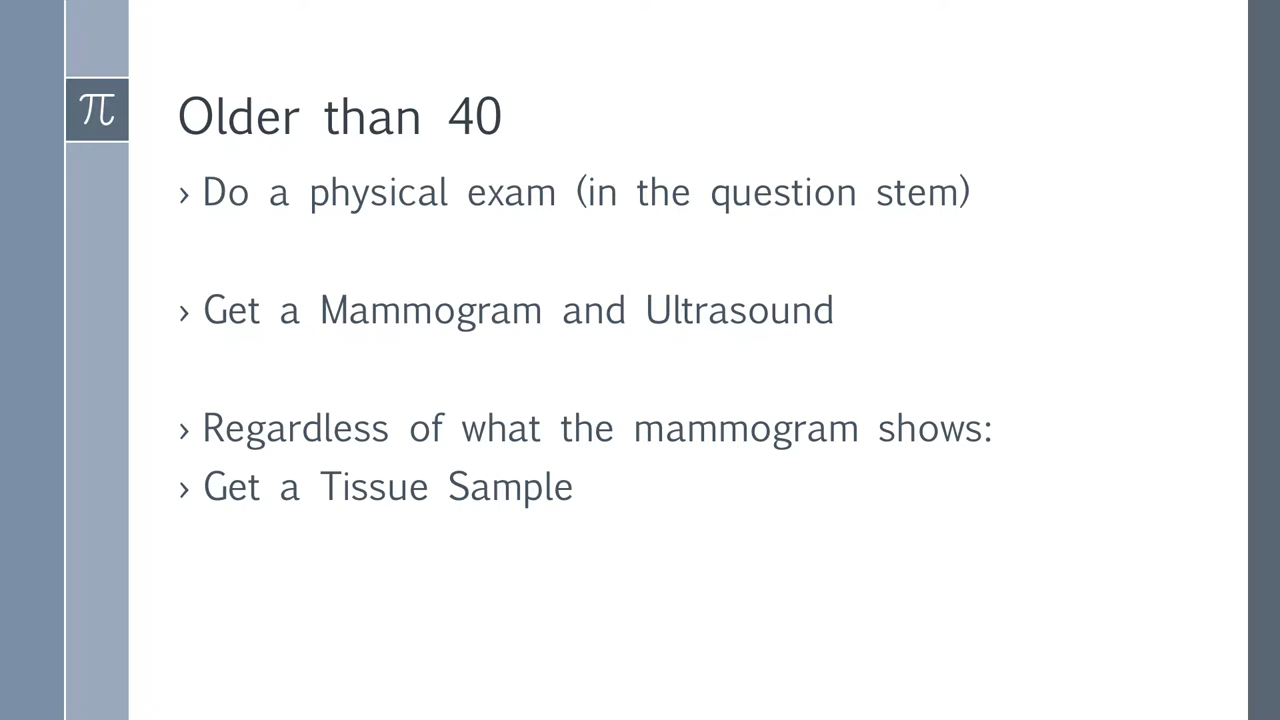 π
Older than 40
› Do a physical exam (in the question stem)
› Get a Mammogram and Ultrasound
› Regardless of what the mammogram shows:
› Get a Tissue Sample